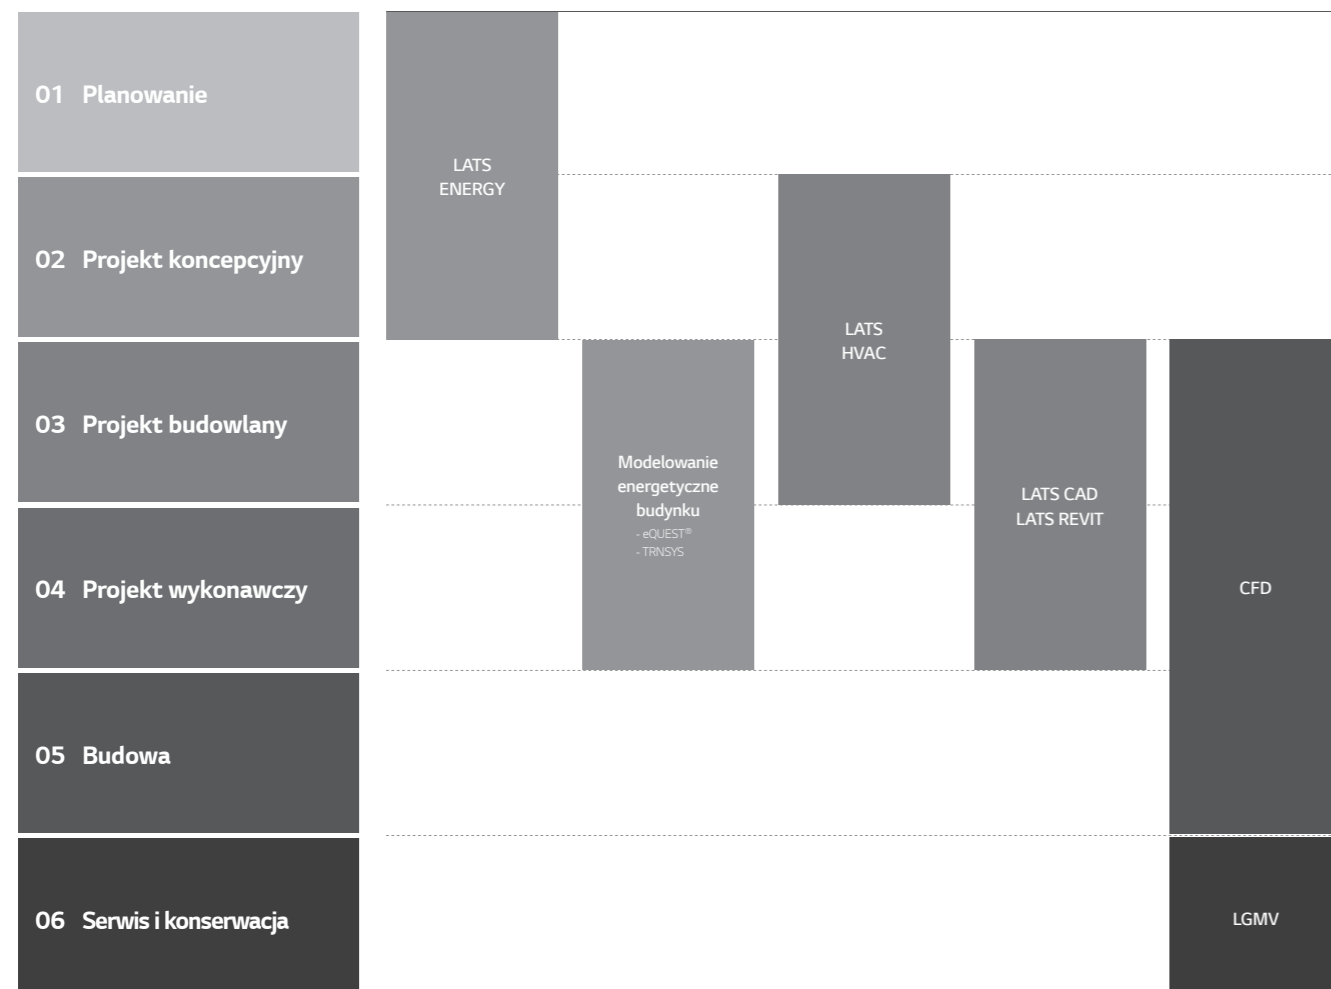 01 Planowanie
02 Projekt koncepcyjny
03 Projekt budowlany
04 Projekt wykonawczy
05 Budowa
06 Serwis i konserwacja
LATS
ENERGY
Modelowanie
energetyczne
budynku
- eQUEST®
- TRNSYS
LATS
HVAC
LATS CAD
LATS REVIT
CFD
LGMV